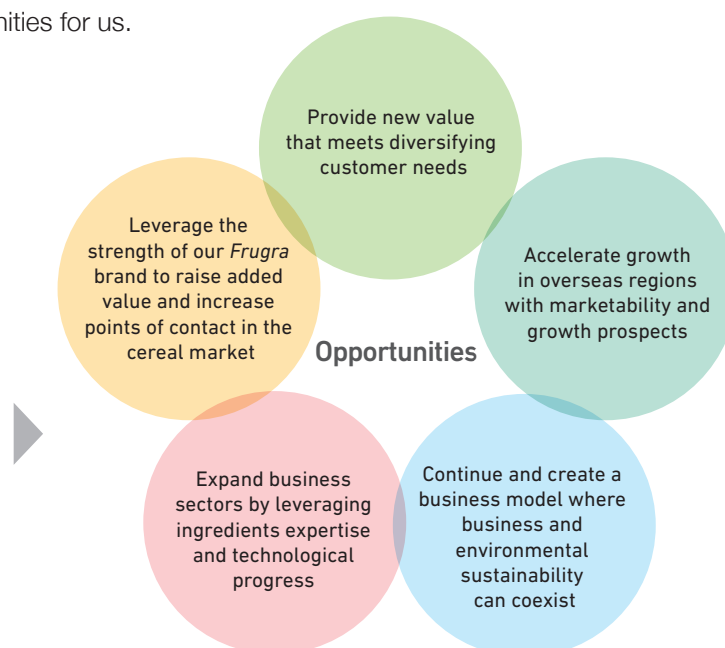 nities for us.
Provide new value
that meets diversifying
customer needs
Leverage the
strength of our Frugra
brand to raise added
value and increase
points of contact in the
cereal market
Accelerate growth
in overseas regions
with marketability and
growth prospects
Opportunities
Expand business
sectors by leveraging
ingredients expertise
and technological
progress
Continue and create a
business model where
business and
environmental
sustainability
can coexist